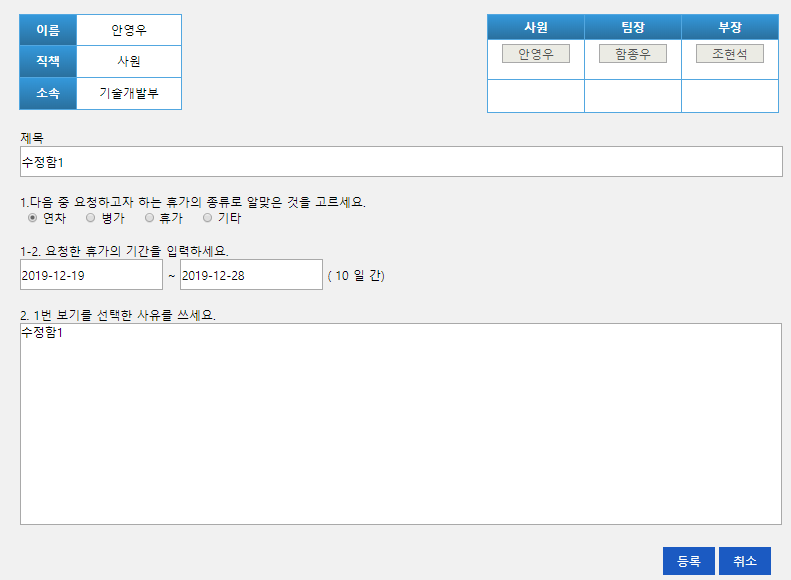 이름 안영우
직책 사원
소속 기술개발부
사원 팀장 부장
안영우 함종우 조현석
제목
수정함1
1.다음 중 요청하고자 하는 휴가의 종류로 알맞은 것을 고르세요.
연차 병가 휴가 기타
1-2. 요청한 휴가의 기간을 입력하세요.
2019-12-19 ~ 2019-12-28 ( 10 일 간)
2. 1번 보기를 선택한 사유를 쓰세요.
수정함1
등록 취소